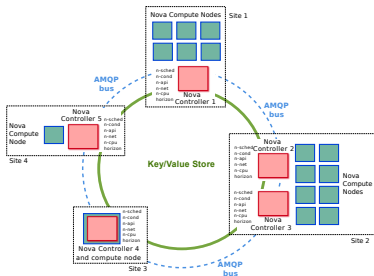 Nova Compute Nodes
Site 1
n-sched
n-cond
n-api
n-net
n-cpu
horizon
Nova
Controller 1
AMQP
bus
AMQP
bus
Nova
Controller 5
n-sched
n-cond
n-api
n-net
n-cpu
horizon
Nova
Compute
Node
Site 4
Key/Value Store
Nova
Controller 2
n-sched
n-cond
n-api
n-net
n-cpu
horizon
n-sched
n-cond
n-api
n-net
n-cpu
horizon
Nova
Controller 3
Nova
Compute
Nodes
Site 2
n-sched
n-cond
n-api
n-net
n-cpu
horizon
Nova Controller 4
and compute node
Site 3
AMQP
bus